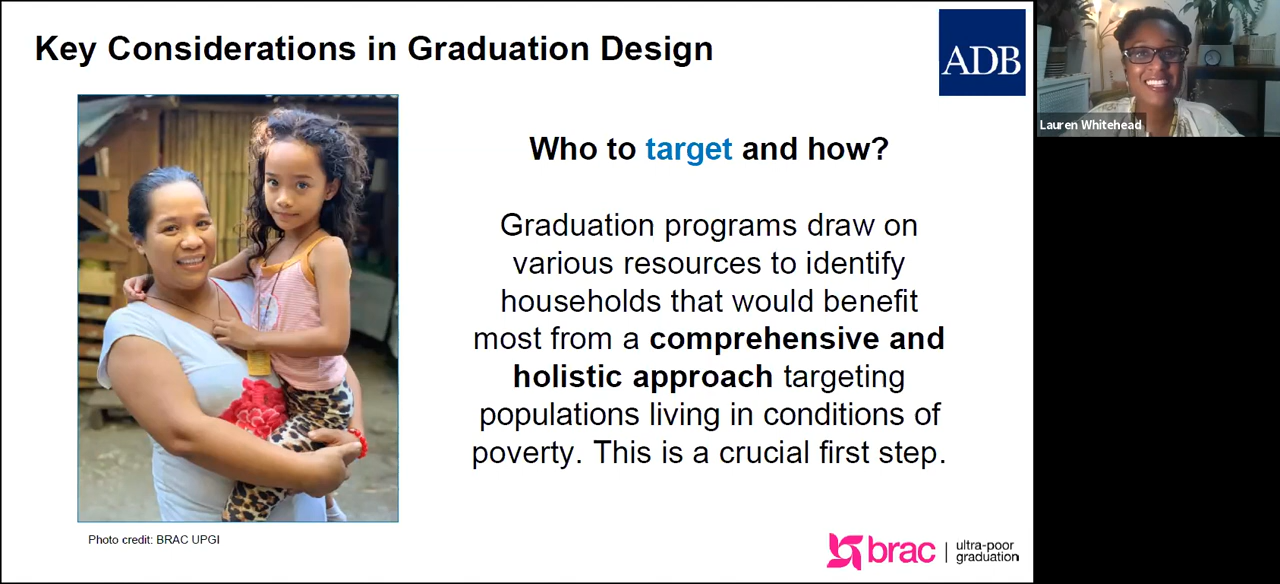 Key Considerations in Graduation Design
ADB
Lauren Whitehead
Who to target and how?
Graduation programs draw on
various resources to identify
households that would benefit
most from a comprehensive and
holistic approach targeting
populations living in conditions of
poverty. This is a crucial first step.
Photo credit: BRAC UPGI
brac
ultra-poor
graduation